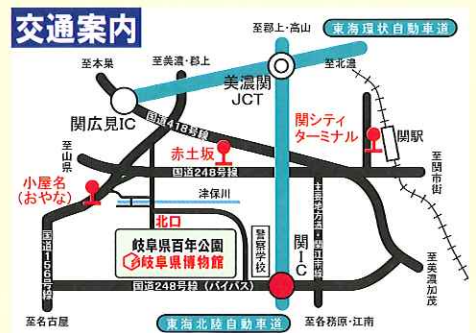 交通案内
至郡上・高山
東海環状自動車道
至本巣
至美濃・郡上
美濃関
JCT
至北濃
関広見IC
国道418号線
関シティ
ターミナル
関駅
赤土坂
至山県
国道248号線
至関市街
小屋名
(おやな)
津保川
北口
岐阜県百年公園
岐阜県博物館
警察学校
関IC
主要地方道・関江南線
国道156号線
国道248号線(バイパス)
至美濃加茂
至名古屋
東海北陸自動車道
至各務原・江南